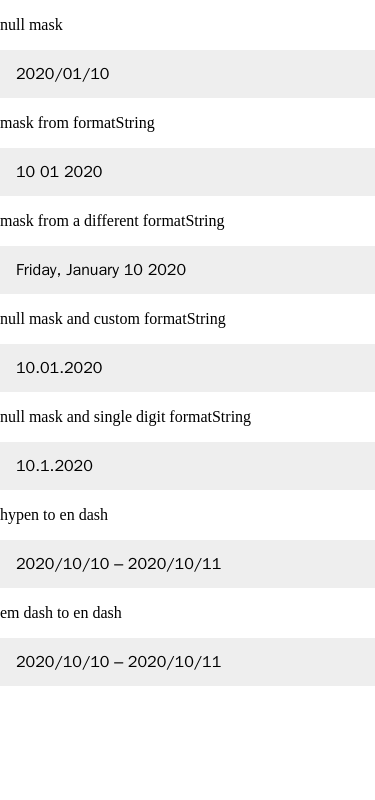 null mask
2020/01/10
mask from formatString
10 01 2020
mask from a different formatString
Friday, January 10 2020
null mask and custom formatString
10.01.2020
null mask and single digit formatString
10.1.2020
hypen to en dash
2020/10/10 – 2020/10/11
em dash to en dash
2020/10/10 – 2020/10/11